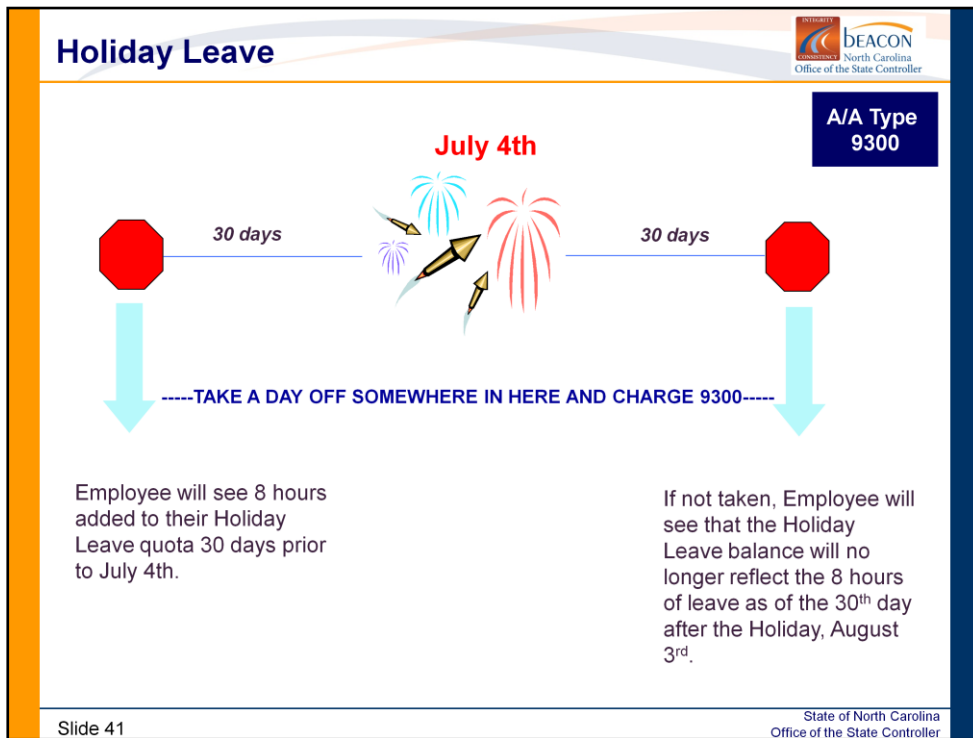 Holiday Leave
INTEGRITY
CONSISTENCY
bEACON
North Carolina
Office of the State Controller
A/A Type
9300
July 4th
30 days
30 days
-----TAKE A DAY OFF SOMEWHERE IN HERE AND CHARGE 9300-----
Employee will see 8 hours
added to their Holiday
Leave quota 30 days prior
to July 4th.
If not taken, Employee will
see that the Holiday
Leave balance will no
longer reflect the 8 hours
of leave as of the 30th day
after the Holiday, August
3rd.
Slide 41
State of North Carolina
Office of the State Controller